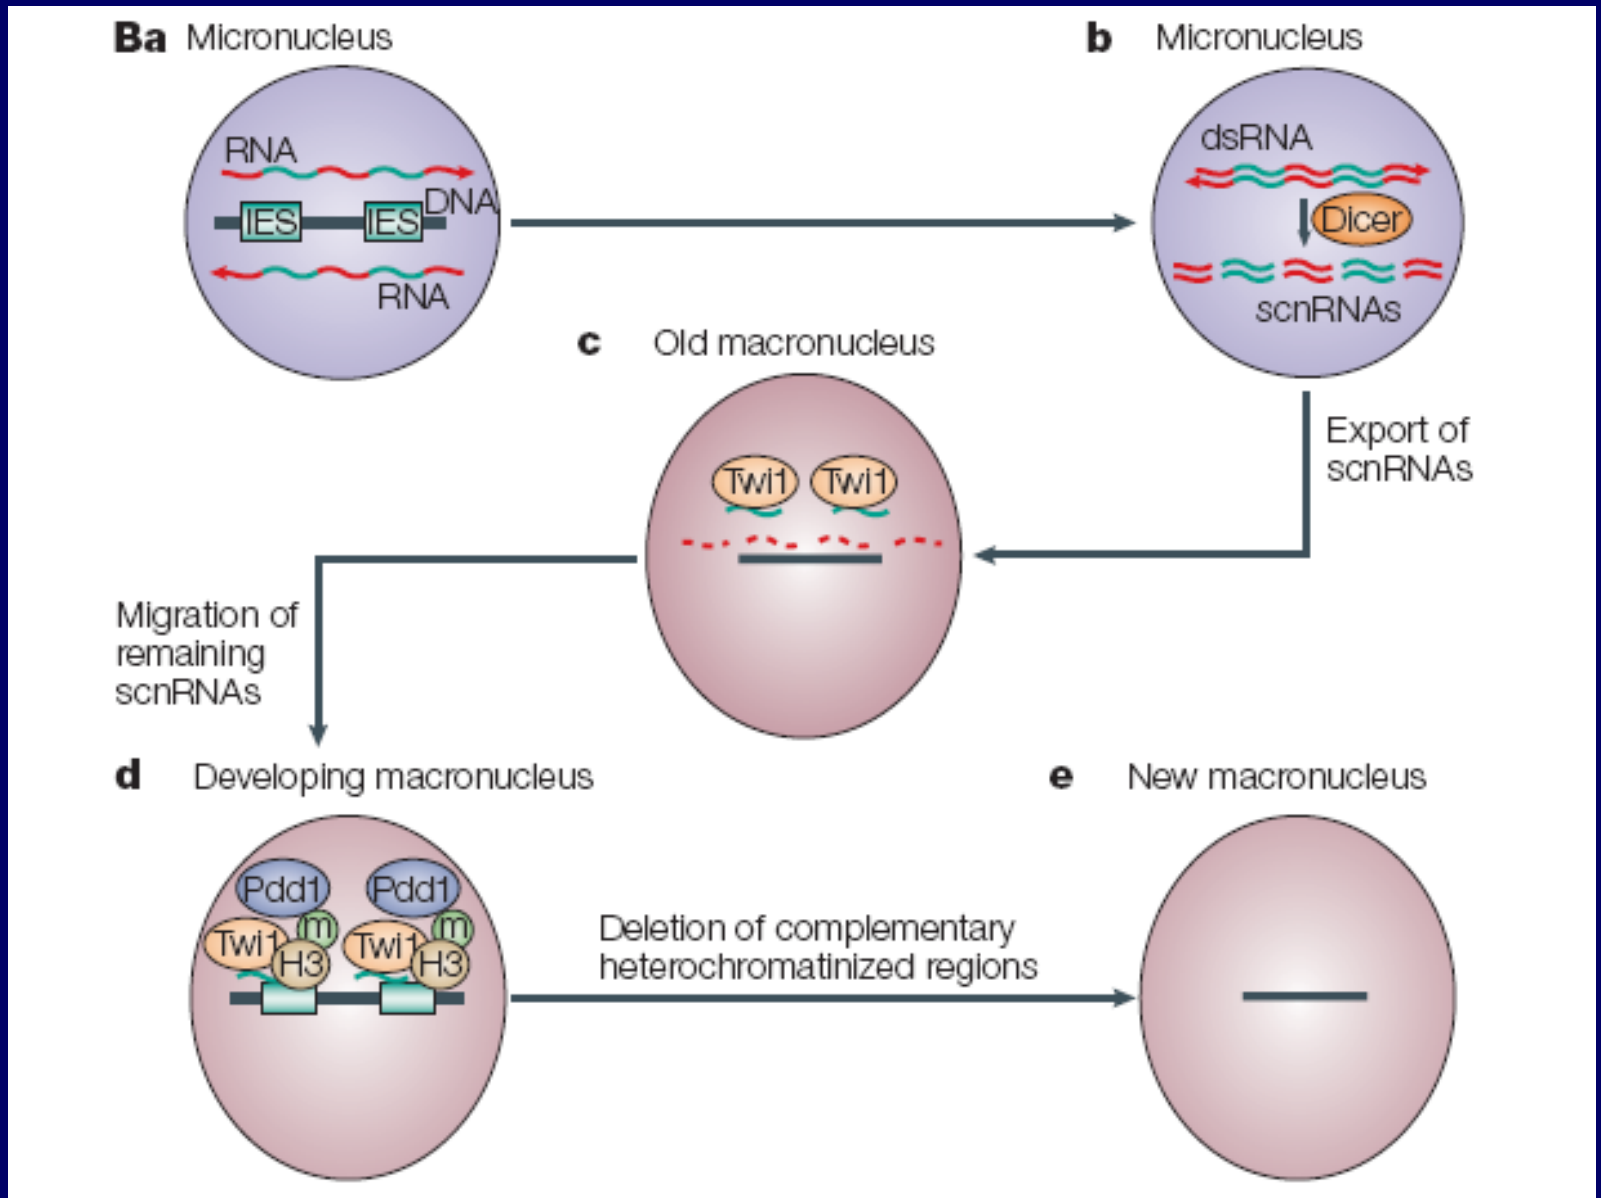 Ba Micronucleus
RNA
DNA
IES IES
RNA
b Micronucleus
dsRNA
Dicer
scnRNAs
Export of
scnRNAs
c Old macronucleus
Twi1 Twi1
Migration of
remaining
scnRNAs
d Developing macronucleus
Pdd1 Pdd1
m m
Twi1 Twi1
H3 H3
Deletion of complementary
heterochromatinized regions
e New macronucleus